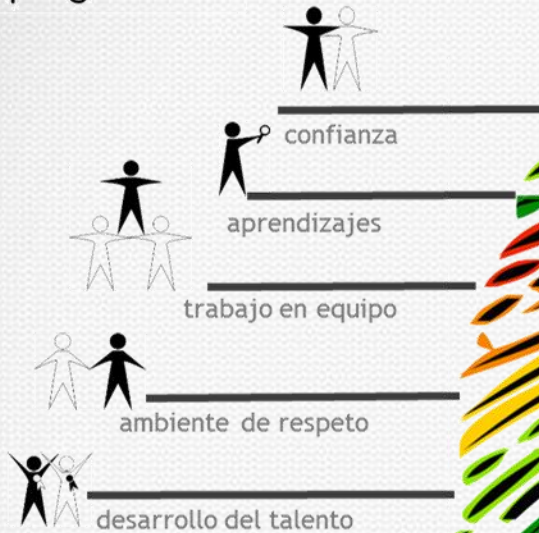 confianza
aprendizajes
trabajo en equipo
ambiente de respeto
desarrollo del talento